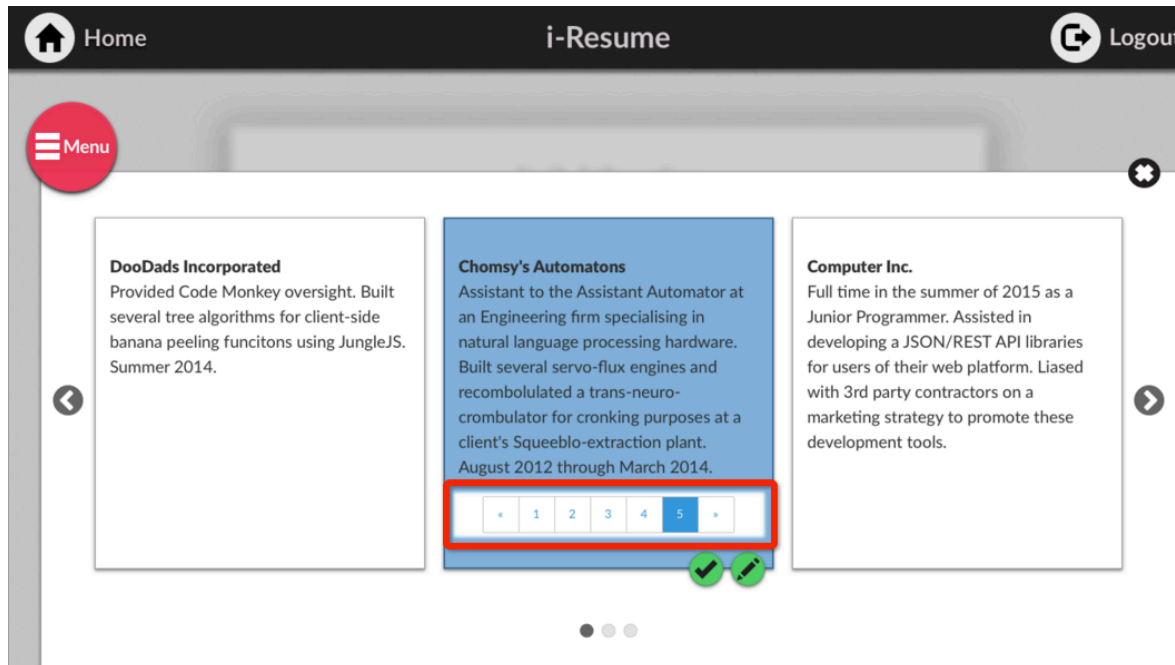 Home
i-Resume
Logout
Menu
DooDads Incorporated
Provided Code Monkey oversight. Built
several tree algorithms for client-side
banana peeling funcitons using JungleJS.
Summer 2014.
Chomsy's Automatons
Assistant to the Assistant Automator at
an Engineering firm specialising in
natural language processing hardware.
Built several servo-flux engines and
recombolulated a trans-neuro-
crombulator for cronking purposes at a
client's Squeeblo-extraction plant.
August 2012 through March 2014.
« 1 2 3 4 5 »
Computer Inc.
Full time in the summer of 2015 as a
Junior Programmer. Assisted in
developing a JSON/REST API libraries
for users of their web platform. Liased
with 3rd party contractors on a
marketing strategy to promote these
development tools.